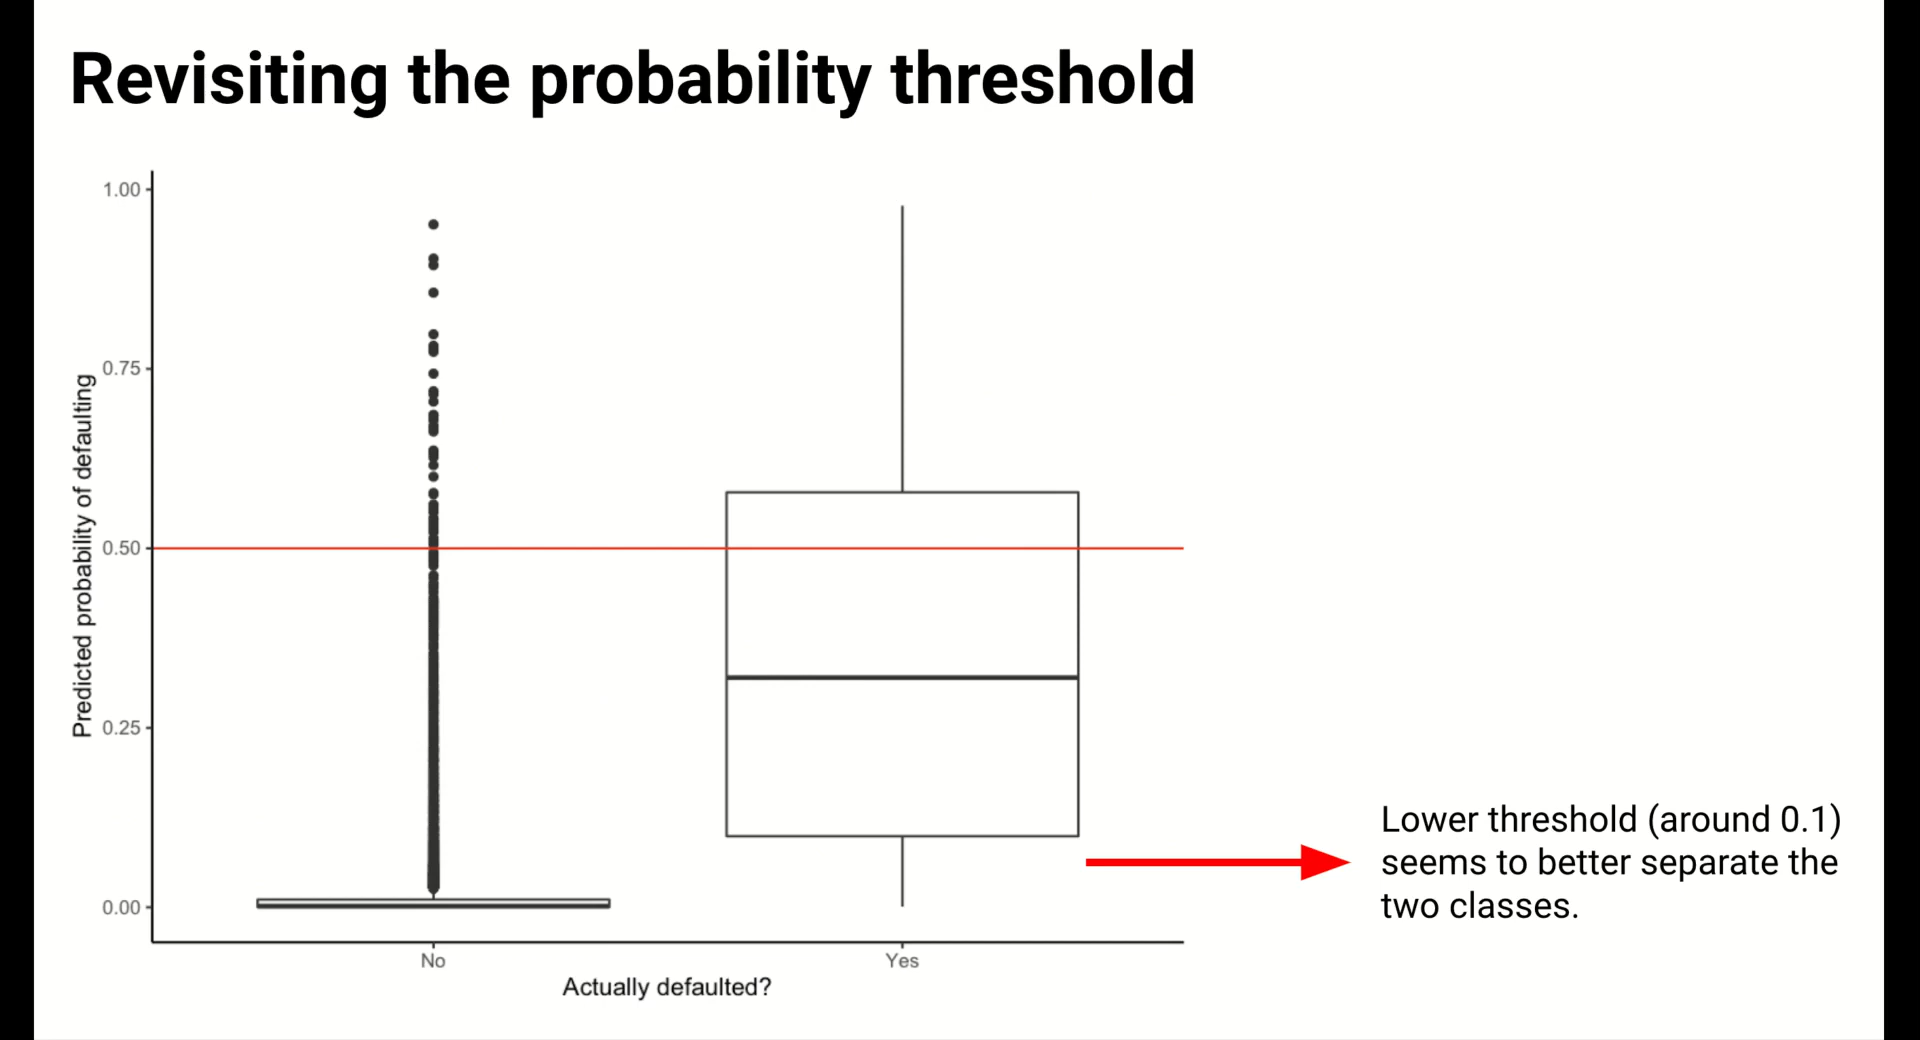 Revisiting the probability threshold
1.00
0.75
0.50
0.25
0.00
Predicted probability of defaulting
No
Yes
Actually defaulted?
Lower threshold (around 0.1)
seems to better separate the
two classes.